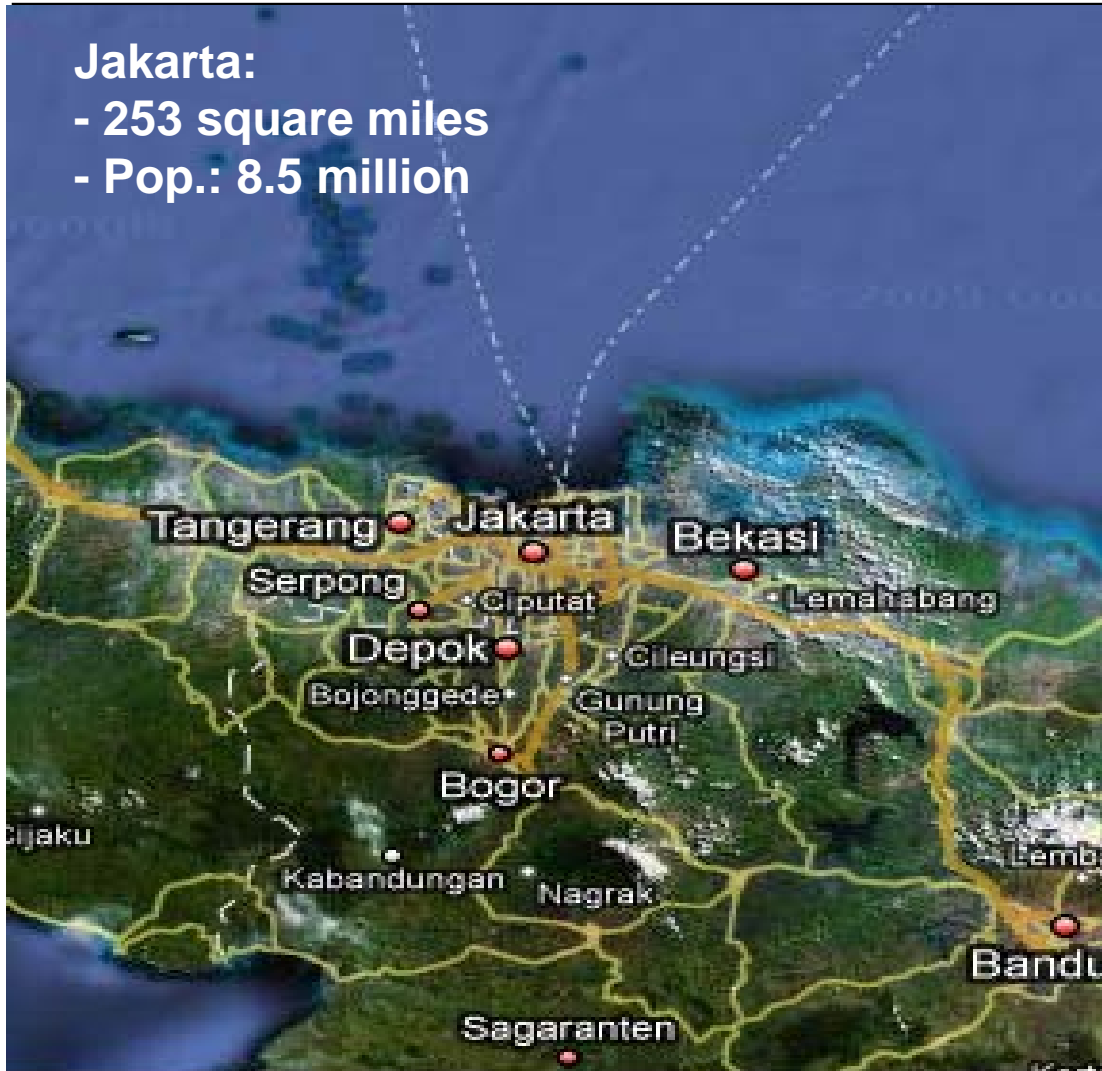 Jakarta:
- 253 square miles
- Pop.: 8.5 million
Tangerang
Jakarta
Bekasi
Serpong
Ciputat
Lemahabang
Depok
Cileungsi
Bojonggede
Gunung
Putri
Bogor
Cijaku
Lemb
Kabandungan
Nagrak
Bandu
Sagaranten